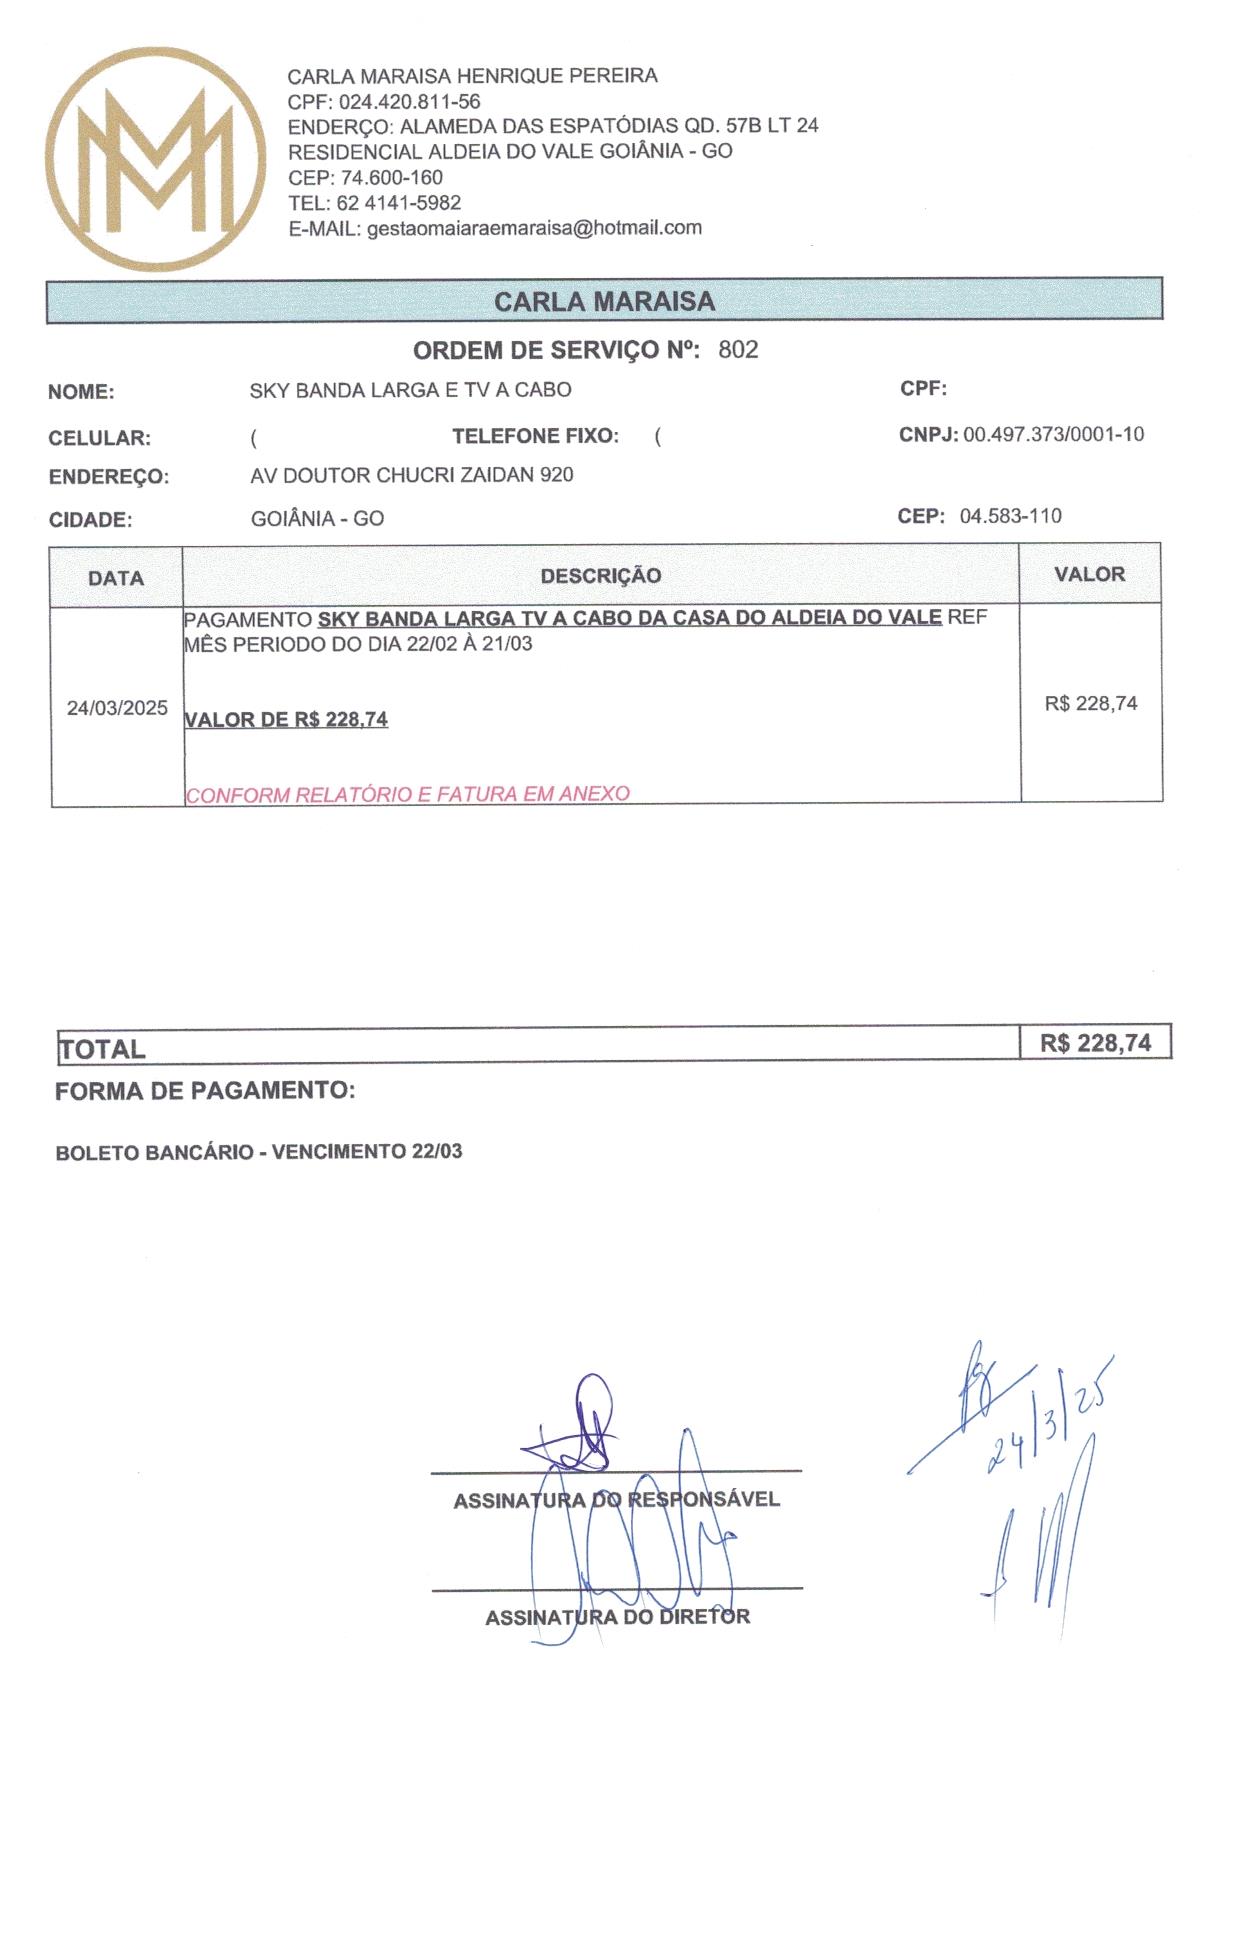 CARLA MARAISA HENRIQUE PEREIRA
CPF: 024.420.811-56
ENDERÇO: ALAMEDA DAS ESPATÓDIAS QD. 57B LT 24
RESIDENCIAL ALDEIA DO VALE GOIÂNIA - GO
CEP: 74.600-160
TEL: 62 4141-5982
E-MAIL: gestaomaiaraemaraisa@hotmail.com
CARLA MARAISA
ORDEM DE SERVIÇO Nº: 802
NOME: SKY BANDA LARGA E TV A CABO CPF:
CELULAR: ( TELEFONE FIXO: ( CNPJ: 00.497.373/0001-10
ENDEREÇO: AV DOUTOR CHUCRI ZAIDAN 920
CIDADE: GOIÂNIA - GO CEP: 04.583-110
DATA DESCRIÇÃO VALOR
PAGAMENTO SKY BANDA LARGA TV A CABO DA CASA DO ALDEIA DO VALE REF
MÊS PERIODO DO DIA 22/02 À 21/03
24/03/2025 VALOR DE R$ 228,74 R$ 228,74
CONFORM RELATÓRIO E FATURA EM ANEXO
TOTAL R$ 228,74
FORMA DE PAGAMENTO:
BOLETO BANCÁRIO - VENCIMENTO 22/03
24/3/25
ASSINATURA DO RESPONSÁVEL
ASSINATURA DO DIRETOR